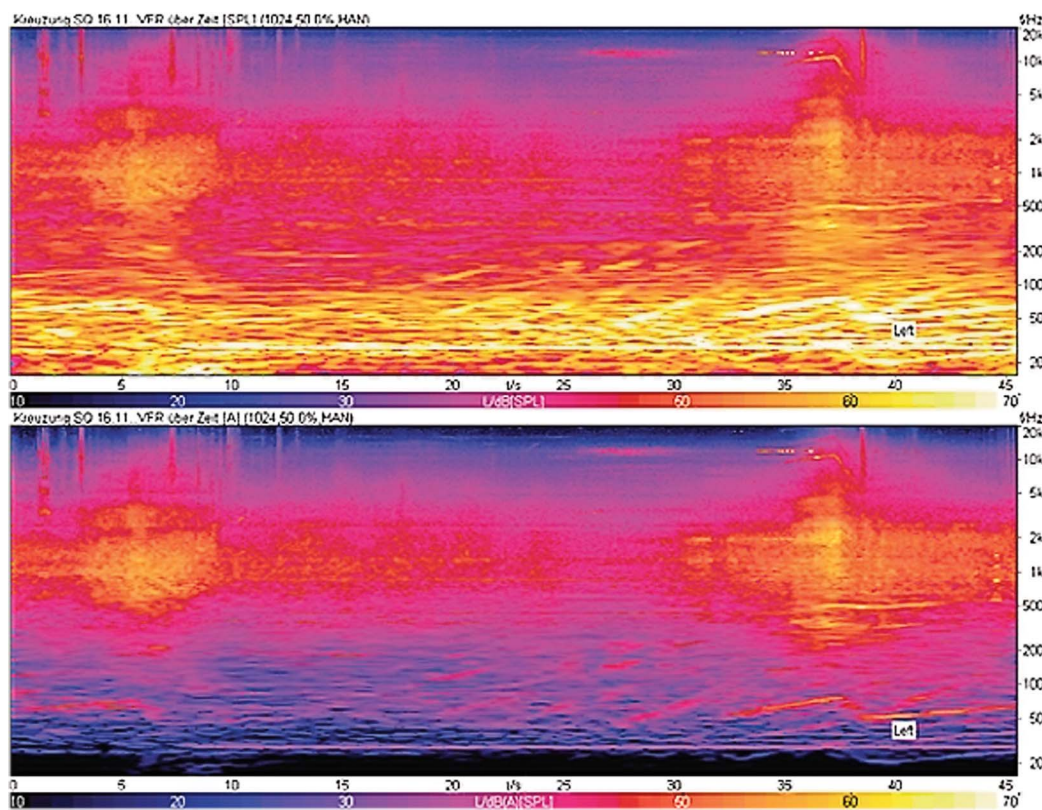 Kreuzung SQ 16.11. VFR über Zeit [SPL] (1024,50.0%,HAN)
f/Hz
20k
10k
5k
2k
1k
500
200
100
50
Left
20
0 5 10 15 20 t/s 25 30 35 40 45
10 20 30 L/dB[SPL] 50 60 70
Kreuzung SQ 16.11. VFR über Zeit [A] (1024,50.0%,HAN)
f/Hz
20k
10k
5k
2k
1k
500
200
100
50
Left
20
0 5 10 15 20 t/s 25 30 35 40 45
10 20 30 L/dB(A)[SPL] 50 60 70